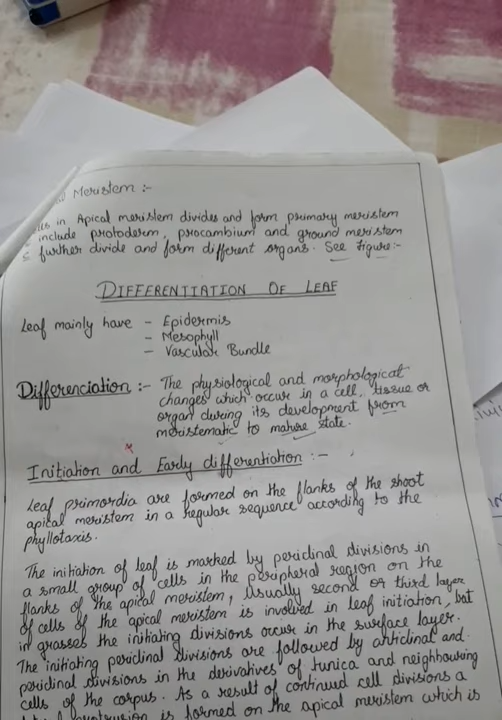 Meristem :-
in Apical meristem divides and form primary meristem
include protoderm, procambium and ground meristem
further divide and form different organs. See Figure:-
DIFFERENTIATION OF LEAF
Leaf mainly have - Epidermis
- Mesophyll
- Vascular Bundle
Differenciation :- The physiological and morphological
changes which occur in a cell, tissue or
organ during its development from
meristematic to mature state.
Initiation and Early differentiation :-
Leaf primordia are formed on the flanks of the shoot
apical meristem in a regular sequence according to the
phyllotaxis.
The initiation of leaf is marked by periclinal divisions in
a small group of cells in the peripheral region on the
flanks of the apical meristem, Usually second or third layer
of cells of the apical meristem is involved in leaf initiation, but
in grasses the initiating divisions occur in the surface layer.
The initiating periclinal divisions are followed by anticlinal and
periclinal divisions in the derivatives of tunica and neighbouring
cells of the corpus. As a result of continued cell divisions a
is formed on the apical meristem which is